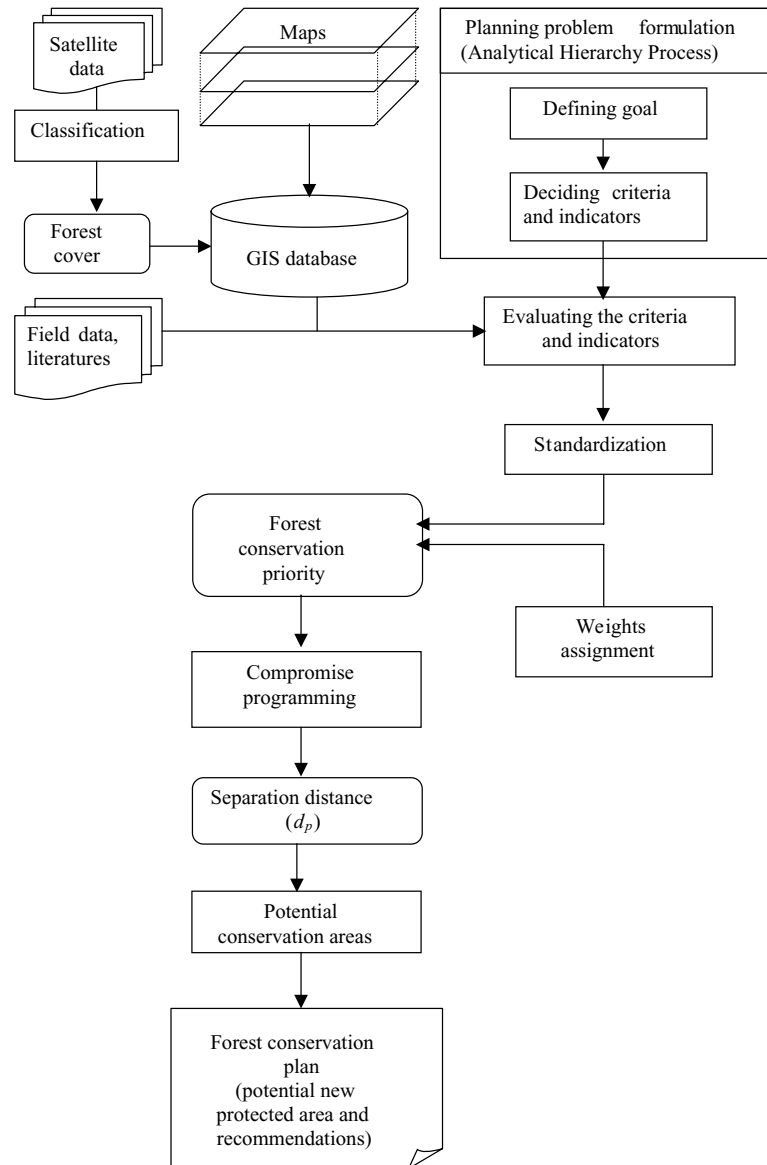 Satellite
data
Maps
Planning problem formulation
(Analytical Hierarchy Process)
Defining goal
Classification
Deciding criteria
and indicators
Forest
cover
GIS database
Field data,
literatures
Evaluating the criteria
and indicators
Standardization
Forest
conservation
priority
Weights
assignment
Compromise
programming
Separation distance
(dp)
Potential
conservation areas
Forest conservation
plan
(potential new
protected area and
recommendations)